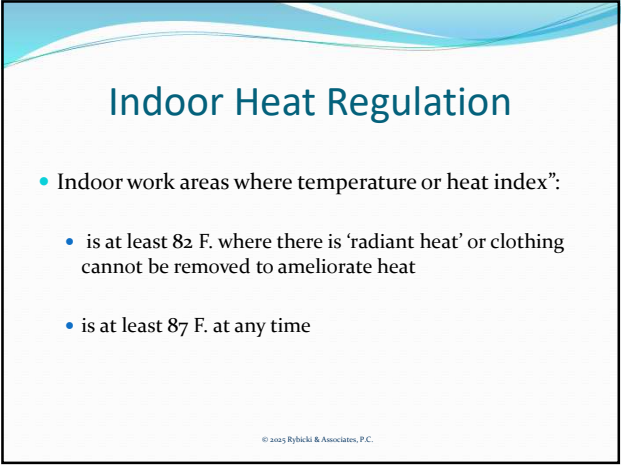 Indoor Heat Regulation
• Indoor work areas where temperature or heat index”:
• is at least 82 F. where there is ‘radiant heat’ or clothing
cannot be removed to ameliorate heat
• is at least 87 F. at any time
© 2025 Rybicki & Associates, P.C.